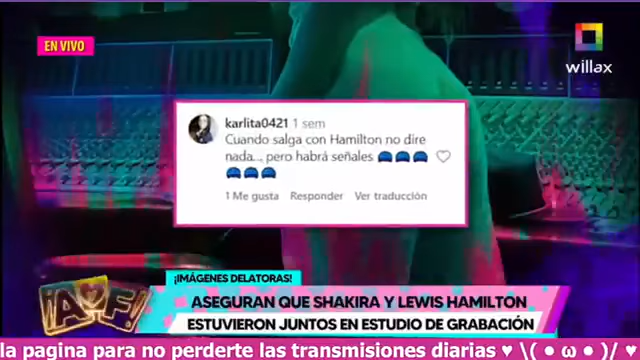 EN VIVO
willax
karlita0421 1 sem
Cuando salga con Hamilton no dire
nada... pero habrá señales
1 Me gusta Responder Ver traducción
¡IMÁGENES DELATORAS!
¡A♥F!
ASEGURAN QUE SHAKIRA Y LEWIS HAMILTON
ESTUVIERON JUNTOS EN ESTUDIO DE GRABACIÓN
la pagina para no perderte las transmisiones diarias ♥ \( ● ω ● )/ ♥